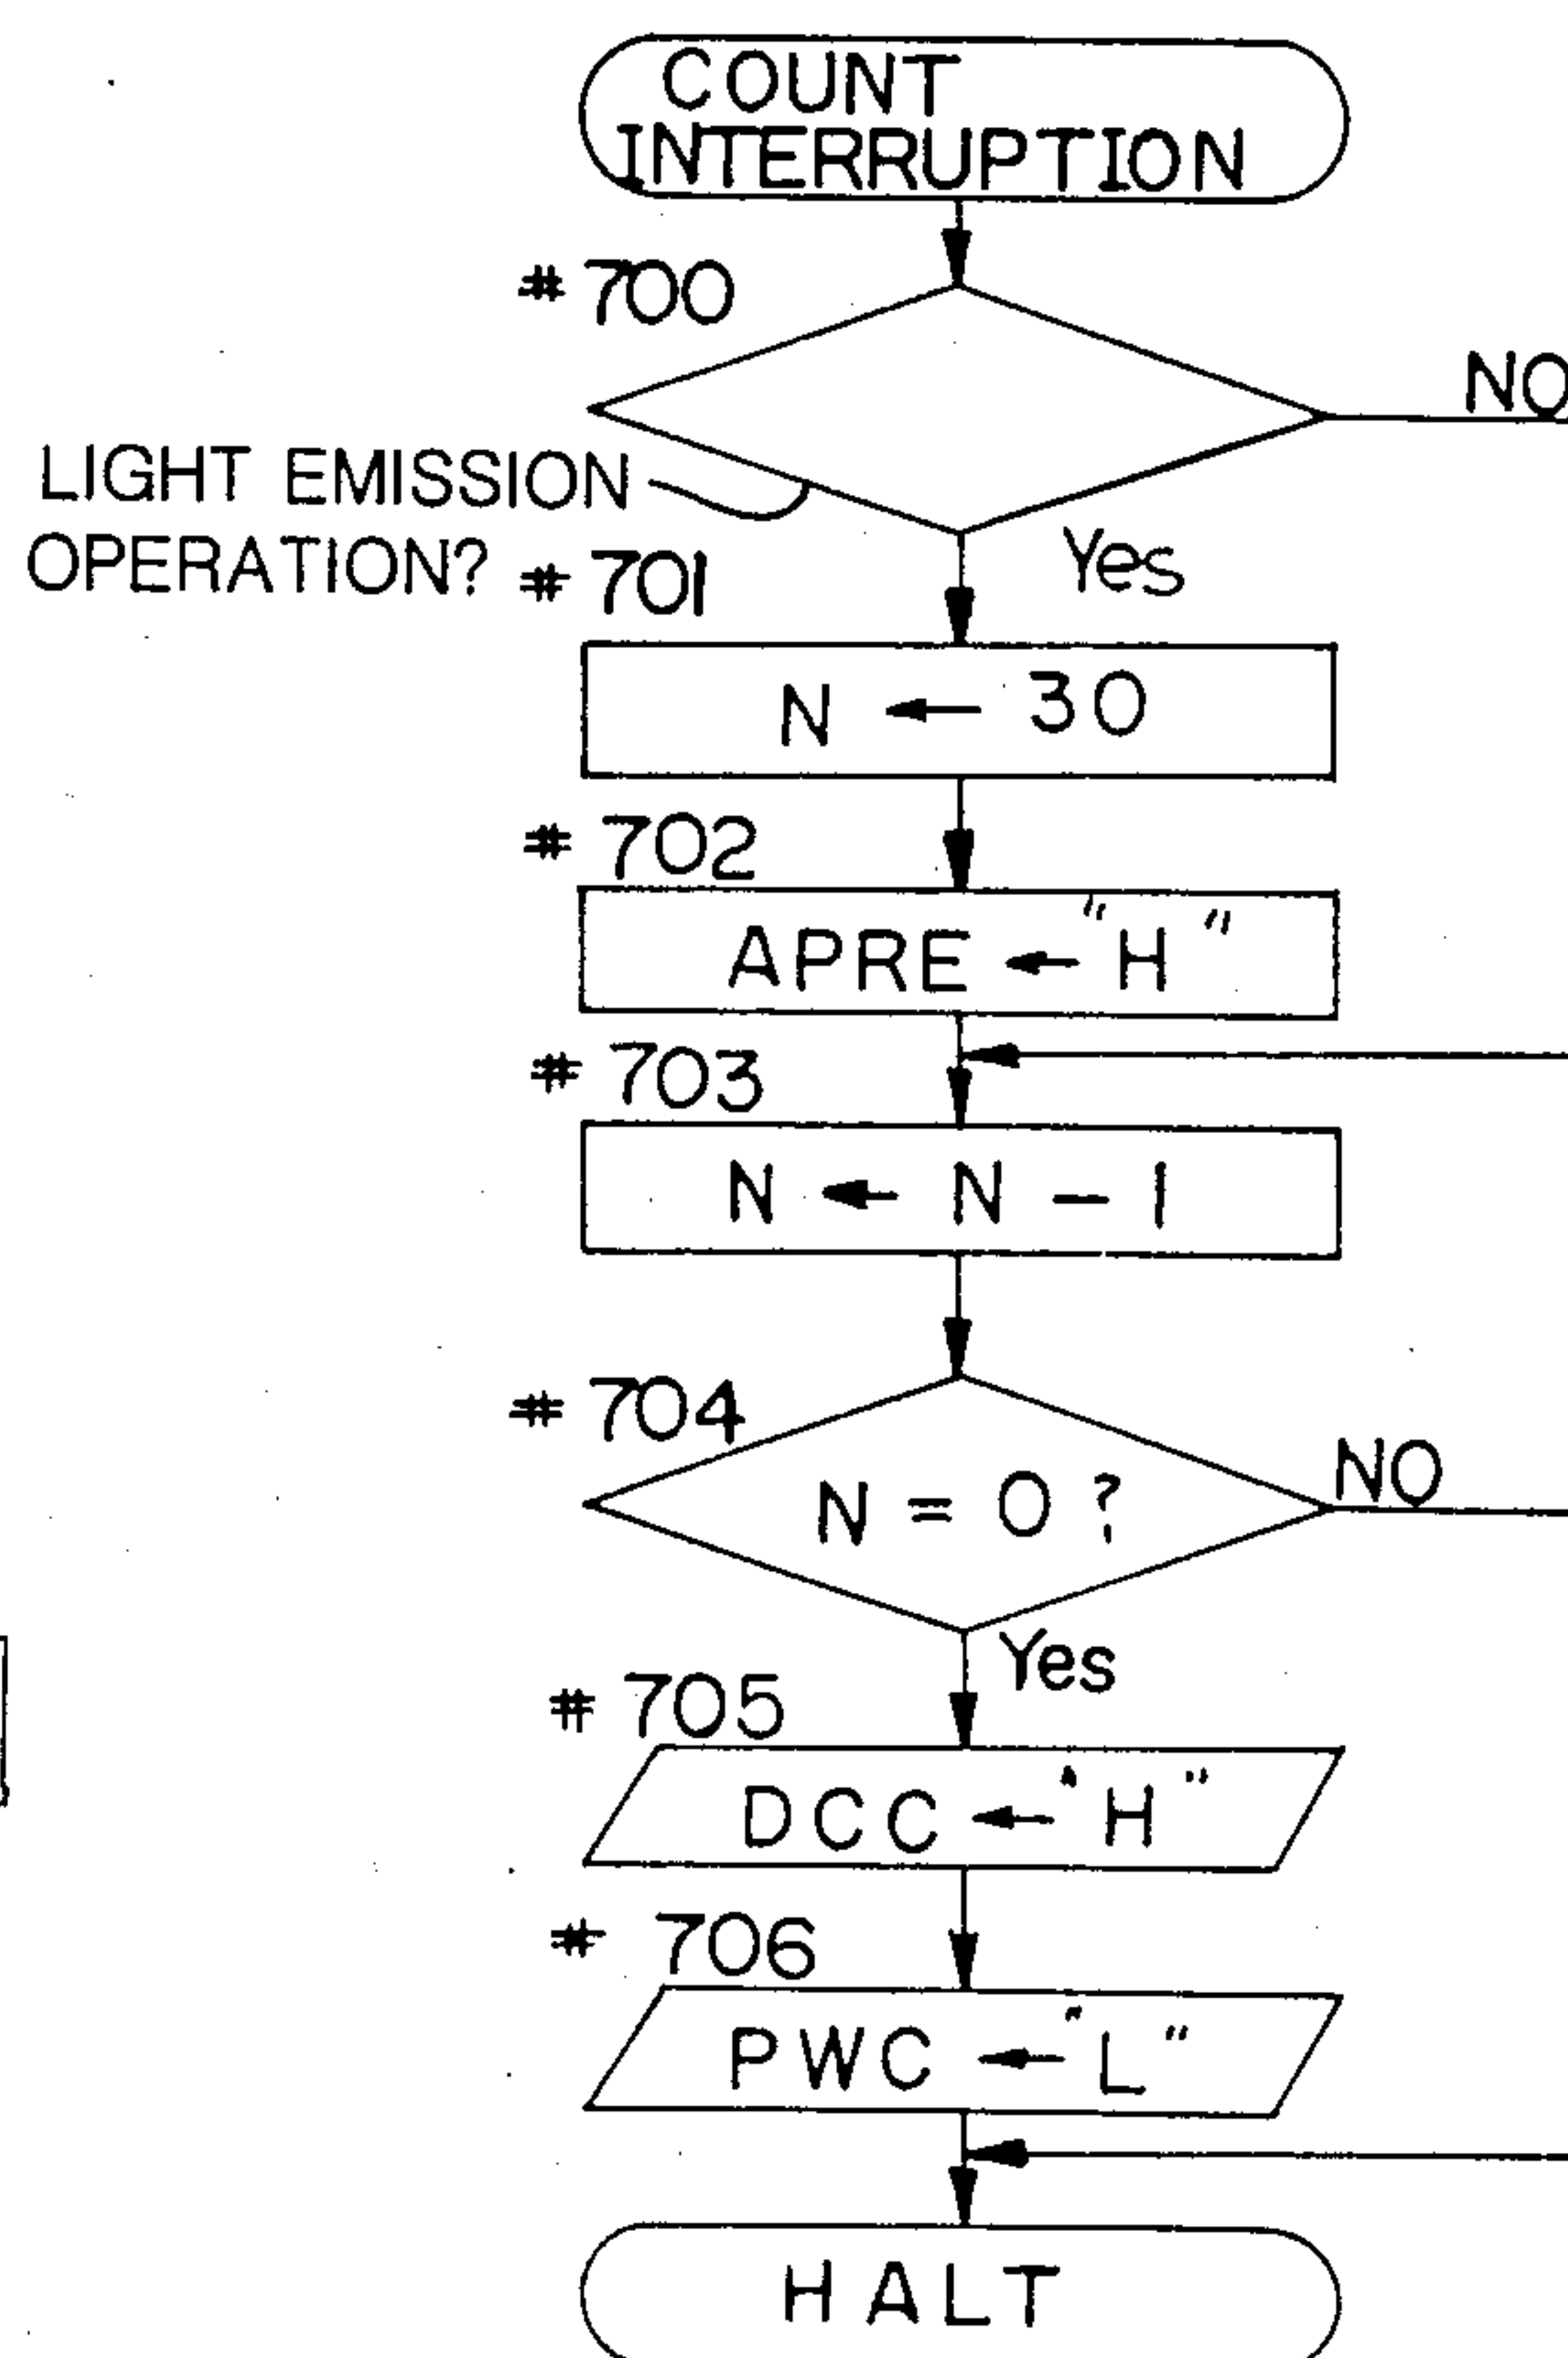 COUNT
INTERRUPTION
#700
NO
LIGHT EMISSION
OPERATION?
Yes
#701
N ← 30
#702
APRE ← "H"
#703
N ← N - 1
#704
N = 0 ?
NO
Yes
#705
DCC ← "H"
#706
PWC ← "L"
HALT